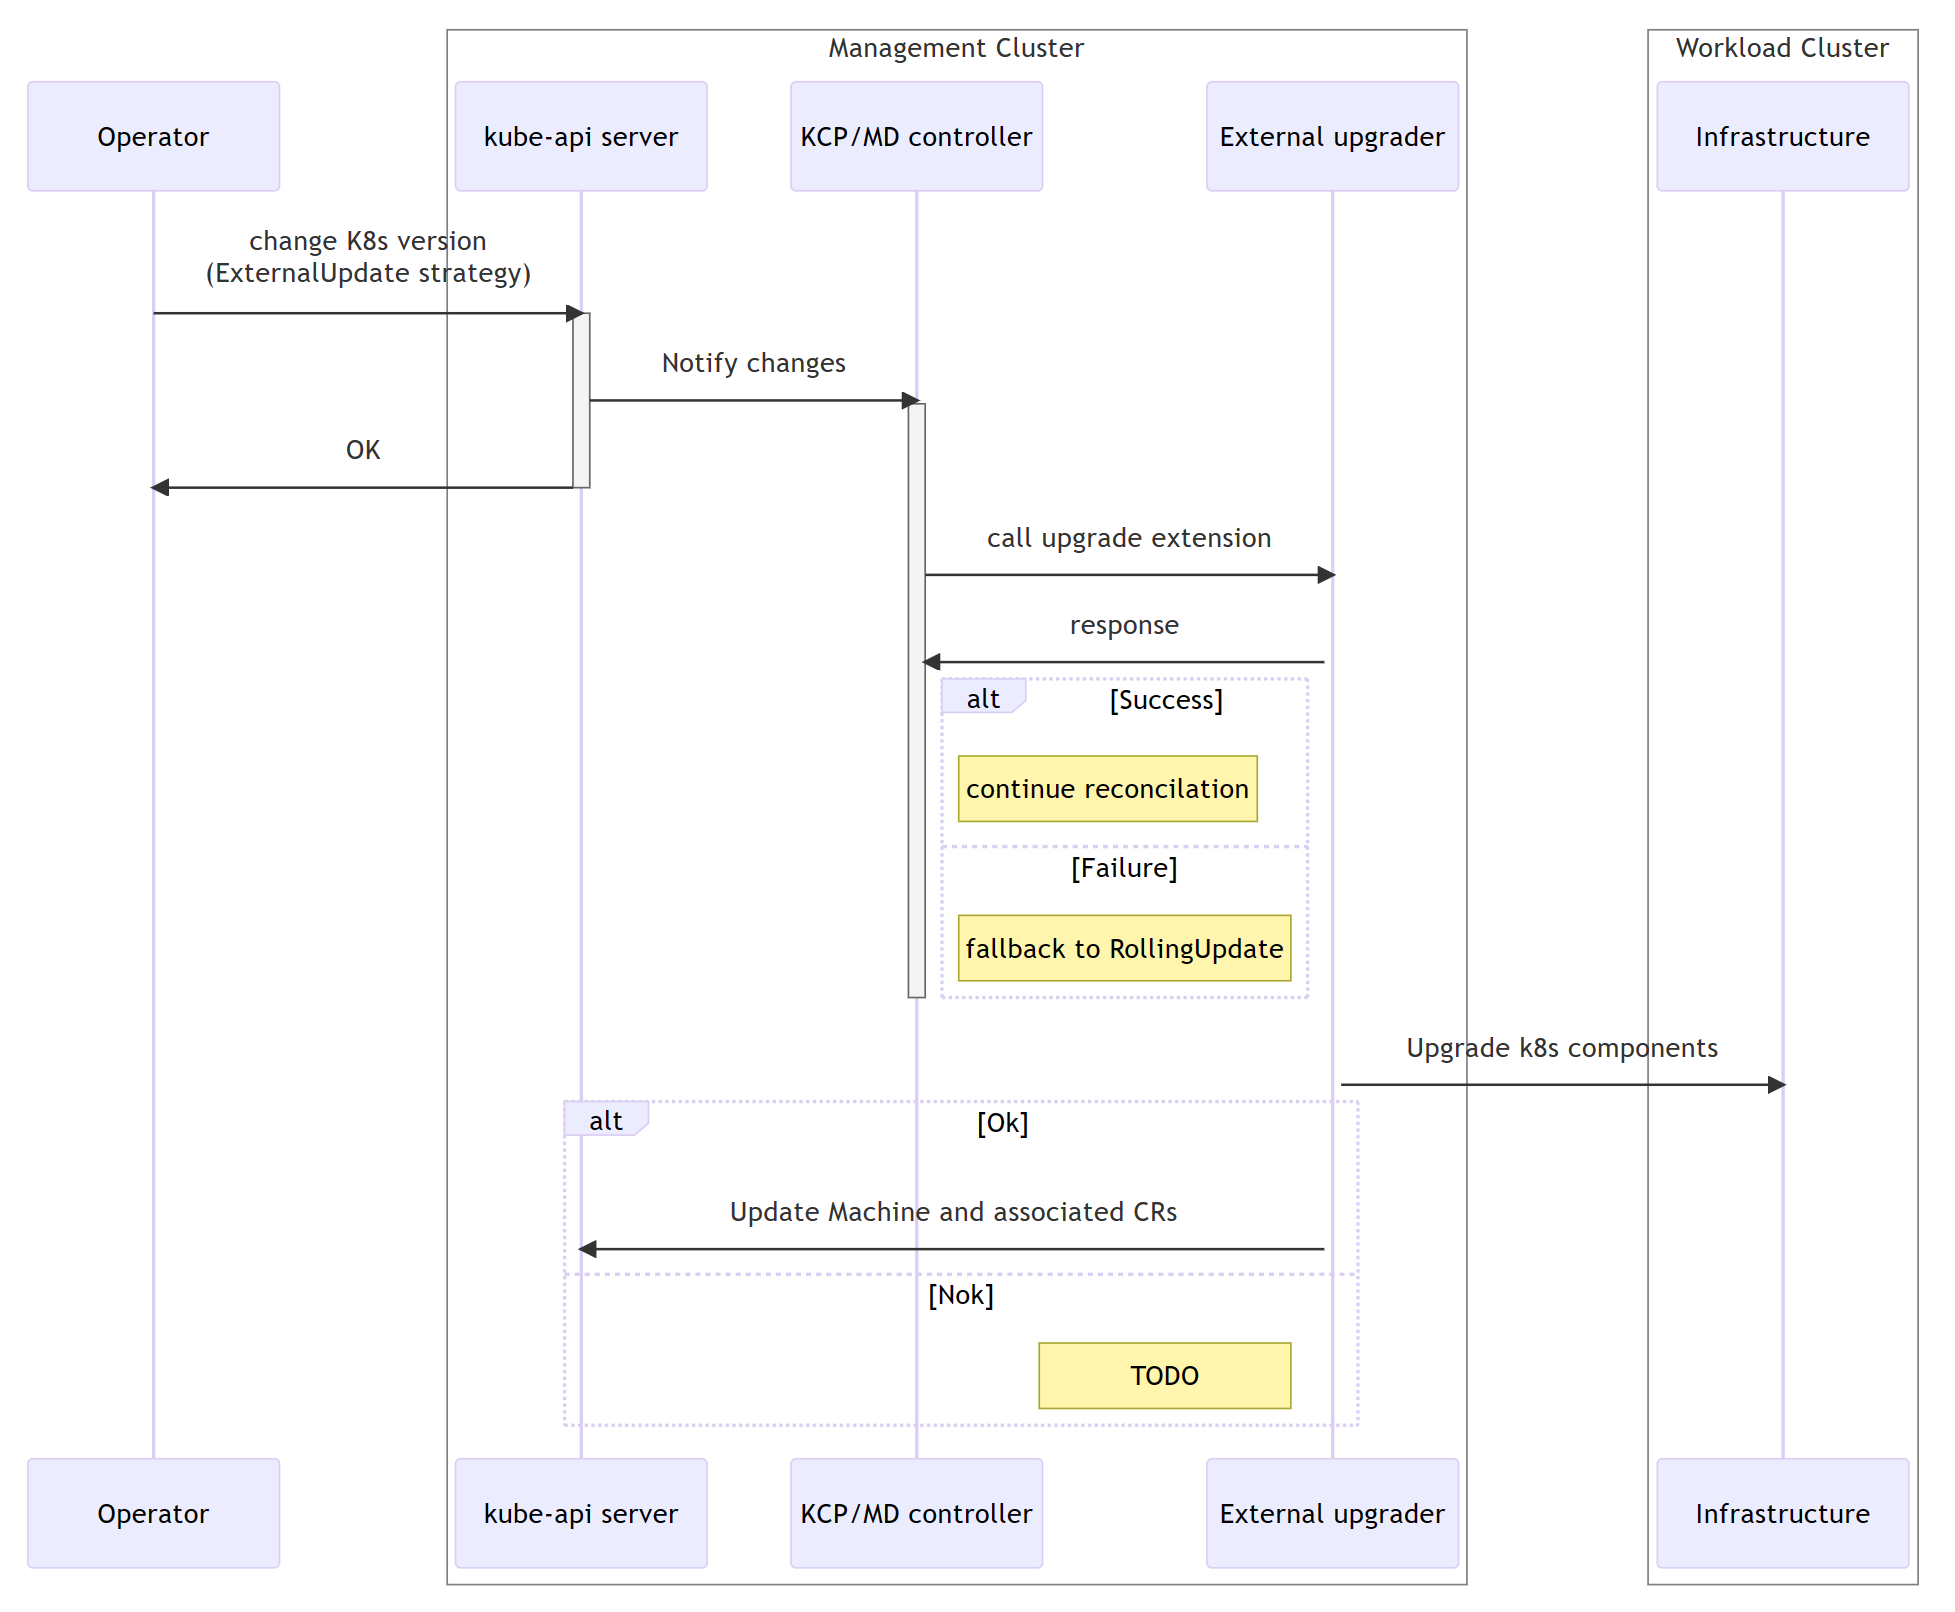 Management Cluster
Workload Cluster
Operator
kube-api server
KCP/MD controller
External upgrader
Infrastructure
change K8s version
(ExternalUpdate strategy)
Notify changes
OK
call upgrade extension
response
alt
[Success]
continue reconcilation
[Failure]
fallback to RollingUpdate
Upgrade k8s components
alt
[Ok]
Update Machine and associated CRs
[Nok]
TODO
Operator
kube-api server
KCP/MD controller
External upgrader
Infrastructure